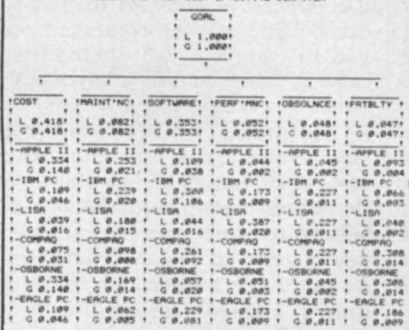 GOAL
L 1.000
G 1.000
COST MAINT'NC SOFTWARE PERF'MNC OBSOLNCE PRTBLTY
L 0.418 L 0.082 L 0.353 L 0.052 L 0.048 L 0.047
G 0.418 G 0.082 G 0.353 G 0.052 G 0.048 G 0.047
-APPLE II -APPLE II -APPLE II -APPLE II -APPLE II -APPLE II
L 0.334 L 0.253 L 0.109 L 0.044 L 0.045 L 0.093
G 0.140 G 0.021 G 0.038 G 0.002 G 0.002 G 0.004
-IBM PC -IBM PC -IBM PC -IBM PC -IBM PC -IBM PC
L 0.109 L 0.239 L 0.300 L 0.173 L 0.227 L 0.066
G 0.046 G 0.020 G 0.106 G 0.009 G 0.011 G 0.003
-LISA -LISA -LISA -LISA -LISA -LISA
L 0.039 L 0.180 L 0.044 L 0.387 L 0.227 L 0.040
G 0.016 G 0.015 G 0.016 G 0.020 G 0.011 G 0.002
-COMPAQ -COMPAQ -COMPAQ -COMPAQ -COMPAQ -COMPAQ
L 0.075 L 0.098 L 0.261 L 0.173 L 0.227 L 0.308
G 0.031 G 0.008 G 0.092 G 0.009 G 0.011 G 0.014
-OSBORNE -OSBORNE -OSBORNE -OSBORNE -OSBORNE -OSBORNE
L 0.334 L 0.169 L 0.057 L 0.051 L 0.045 L 0.308
G 0.140 G 0.014 G 0.020 G 0.003 G 0.002 G 0.014
-EAGLE PC -EAGLE PC -EAGLE PC -EAGLE PC -EAGLE PC -EAGLE PC
L 0.109 L 0.062 L 0.229 L 0.173 L 0.227 L 0.186
G 0.046 G 0.005 G 0.081 G 0.009 G 0.011 G 0.009